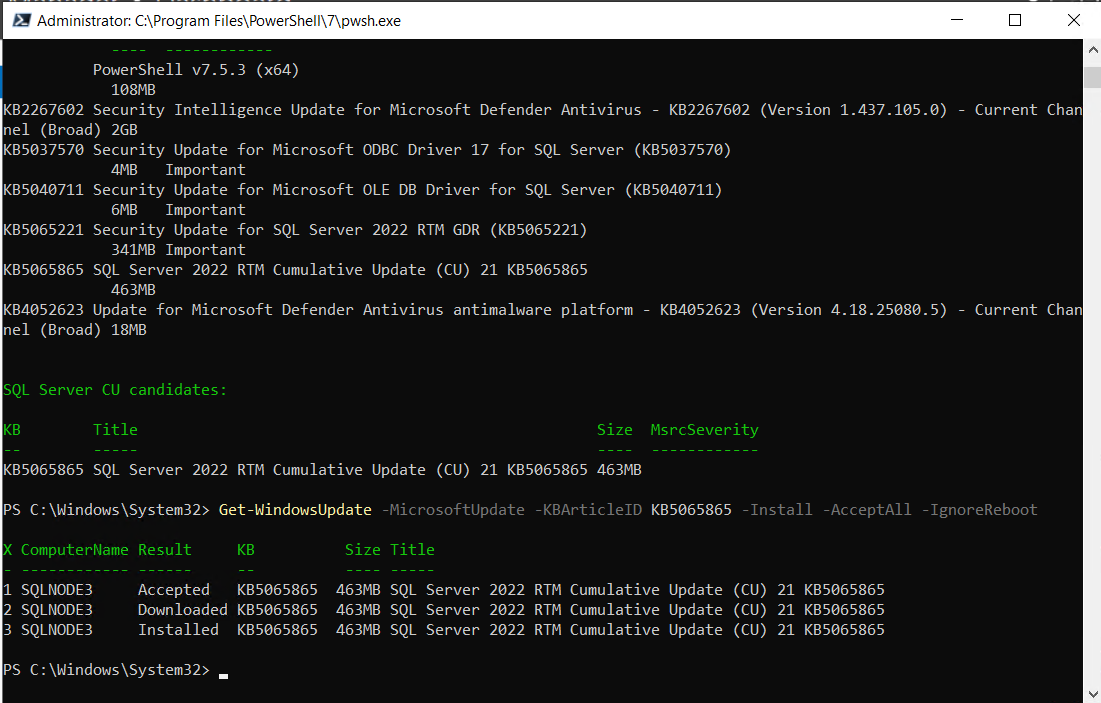 Administrator: C:\Program Files\PowerShell\7\pwsh.exe
---- ------------
PowerShell v7.5.3 (x64)
108MB
KB2267602 Security Intelligence Update for Microsoft Defender Antivirus - KB2267602 (Version 1.437.105.0) - Current Chan
nel (Broad) 2GB
KB5037570 Security Update for Microsoft ODBC Driver 17 for SQL Server (KB5037570)
4MB Important
KB5040711 Security Update for Microsoft OLE DB Driver for SQL Server (KB5040711)
6MB Important
KB5065221 Security Update for SQL Server 2022 RTM GDR (KB5065221)
341MB Important
KB5065865 SQL Server 2022 RTM Cumulative Update (CU) 21 KB5065865
463MB
KB4052623 Update for Microsoft Defender Antivirus antimalware platform - KB4052623 (Version 4.18.25080.5) - Current Chan
nel (Broad) 18MB
SQL Server CU candidates:
KB Title Size MsrcSeverity
-- ----- ---- ------------
KB5065865 SQL Server 2022 RTM Cumulative Update (CU) 21 KB5065865 463MB
PS C:\Windows\System32> Get-WindowsUpdate -MicrosoftUpdate -KBArticleID KB5065865 -Install -AcceptAll -IgnoreReboot
X ComputerName Result KB Size Title
- ------------ ------ -- ---- -----
1 SQLNODE3 Accepted KB5065865 463MB SQL Server 2022 RTM Cumulative Update (CU) 21 KB5065865
2 SQLNODE3 Downloaded KB5065865 463MB SQL Server 2022 RTM Cumulative Update (CU) 21 KB5065865
3 SQLNODE3 Installed KB5065865 463MB SQL Server 2022 RTM Cumulative Update (CU) 21 KB5065865
PS C:\Windows\System32>